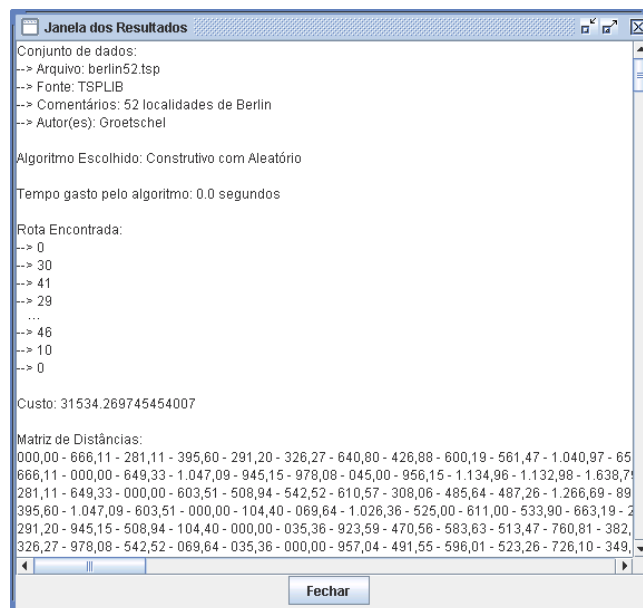 Janela dos Resultados
Conjunto de dados:
--> Arquivo: berlin52.tsp
--> Fonte: TSPLIB
--> Comentários: 52 localidades de Berlin
--> Autor(es): Groetschel
Algoritmo Escolhido: Construtivo com Aleatório
Tempo gasto pelo algoritmo: 0.0 segundos
Rota Encontrada:
--> 0
--> 30
--> 41
--> 29
...
--> 46
--> 10
--> 0
Custo: 31534.269745454007
Matriz de Distâncias:
000,00 - 666,11 - 281,11 - 395,60 - 291,20 - 326,27 - 640,80 - 426,88 - 600,19 - 561,47 - 1.040,97 - 65
666,11 - 000,00 - 649,33 - 1.047,09 - 945,15 - 978,08 - 045,00 - 956,15 - 1.134,96 - 1.132,98 - 1.638,79
281,11 - 649,33 - 000,00 - 603,51 - 508,94 - 542,52 - 610,57 - 308,06 - 485,64 - 487,26 - 1.266,69 - 89
395,60 - 1.047,09 - 603,51 - 000,00 - 104,40 - 069,64 - 1.026,36 - 525,00 - 611,00 - 533,90 - 663,19 - 2
291,20 - 945,15 - 508,94 - 104,40 - 000,00 - 035,36 - 923,59 - 470,56 - 583,63 - 513,47 - 760,81 - 382,
326,27 - 978,08 - 542,52 - 069,64 - 035,36 - 000,00 - 957,04 - 491,55 - 596,01 - 523,26 - 726,10 - 349,
Fechar